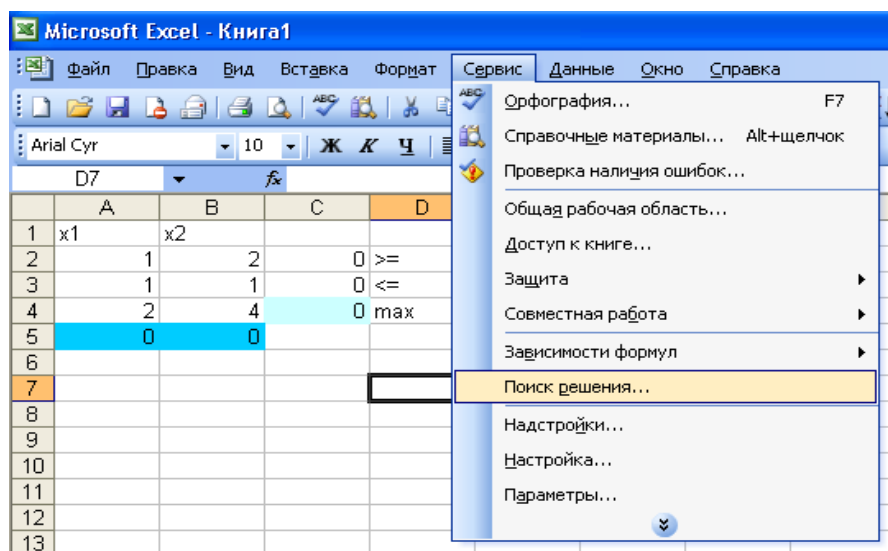 Microsoft Excel - Книга1
Файл Правка Вид Вставка Формат Сервис Данные Окно Справка
Arial Cyr 10 Ж К Ч
D7 fx
A B C D
1 x1 x2
2 1 2 0 >=
3 1 1 0 <=
4 2 4 0 max
5 0 0
6
7
8
9
10
11
12
13
Орфография... F7
Справочные материалы... Alt+щелчок
Проверка наличия ошибок...
Общая рабочая область...
Доступ к книге...
Защита
Совместная работа
Зависимости формул
Поиск решения...
Надстройки...
Настройка...
Параметры...